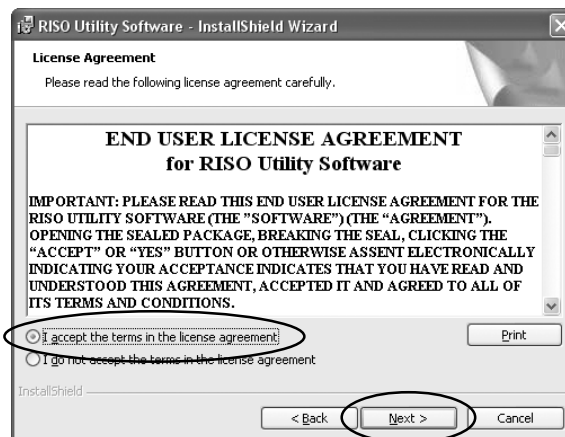 RISO Utility Software - InstallShield Wizard
License Agreement
Please read the following license agreement carefully.
END USER LICENSE AGREEMENT
for RISO Utility Software
IMPORTANT: PLEASE READ THIS END USER LICENSE AGREEMENT FOR THE
RISO UTILITY SOFTWARE (THE "SOFTWARE") (THE “AGREEMENT”).
OPENING THE SEALED PACKAGE, BREAKING THE SEAL, CLICKING THE
“ACCEPT” OR “YES” BUTTON OR OTHERWISE ASSENT ELECTRONICALLY
INDICATING YOUR ACCEPTANCE INDICATES THAT YOU HAVE READ AND
UNDERSTOOD THIS AGREEMENT, ACCEPTED IT AND AGREED TO ALL OF
ITS TERMS AND CONDITIONS.
I accept the terms in the license agreement
Print
I do not accept the terms in the license agreement
InstallShield
< Back Next > Cancel